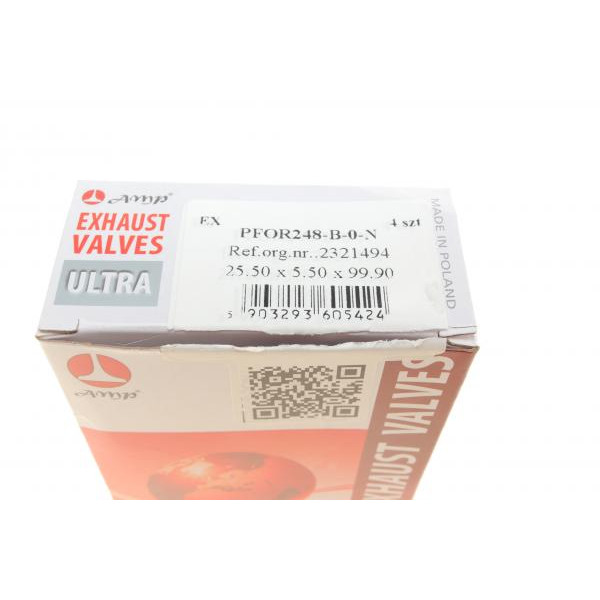 AMP®
EXHAUST
VALVES
ULTRA
EX
4 szt
PFOR248-B-0-N
Ref.org.nr..2321494
25.50 x 5.50 x 99.90
5 903293 605424
MADE IN POLAND
AMP®
EXHAUST VALVES